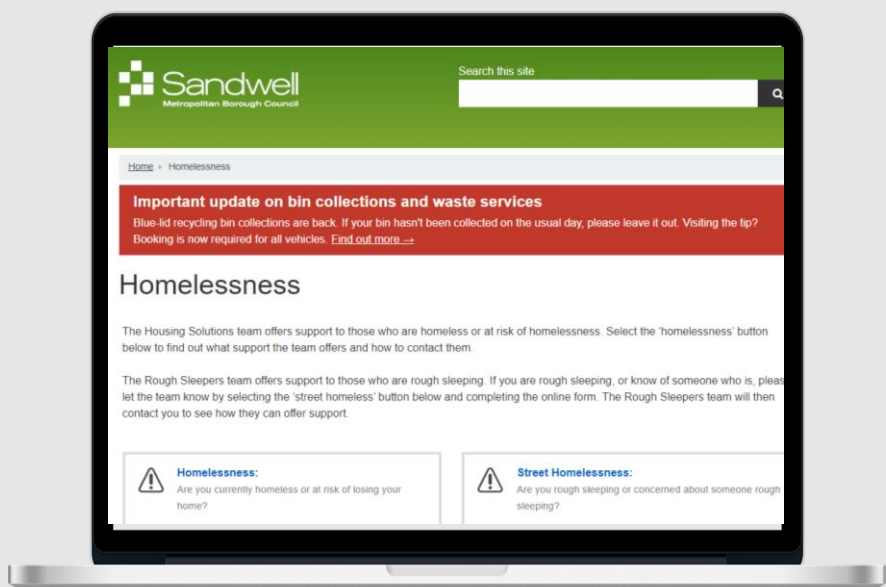 Sandwell
Metropolitan Borough Council
Search this site
Home › Homelessness
Important update on bin collections and waste services
Blue-lid recycling bin collections are back. If your bin hasn't been collected on the usual day, please leave it out. Visiting the tip?
Booking is now required for all vehicles. Find out more →
Homelessness
The Housing Solutions team offers support to those who are homeless or at risk of homelessness. Select the 'homelessness' button
below to find out what support the team offers and how to contact them.
The Rough Sleepers team offers support to those who are rough sleeping. If you are rough sleeping, or know of someone who is, pleas
let the team know by selecting the 'street homeless' button below and completing the online form. The Rough Sleepers team will then
contact you to see how they can offer support.
Homelessness:
Are you currently homeless or at risk of losing your
home?
Street Homelessness:
Are you rough sleeping or concerned about someone rough
sleeping?